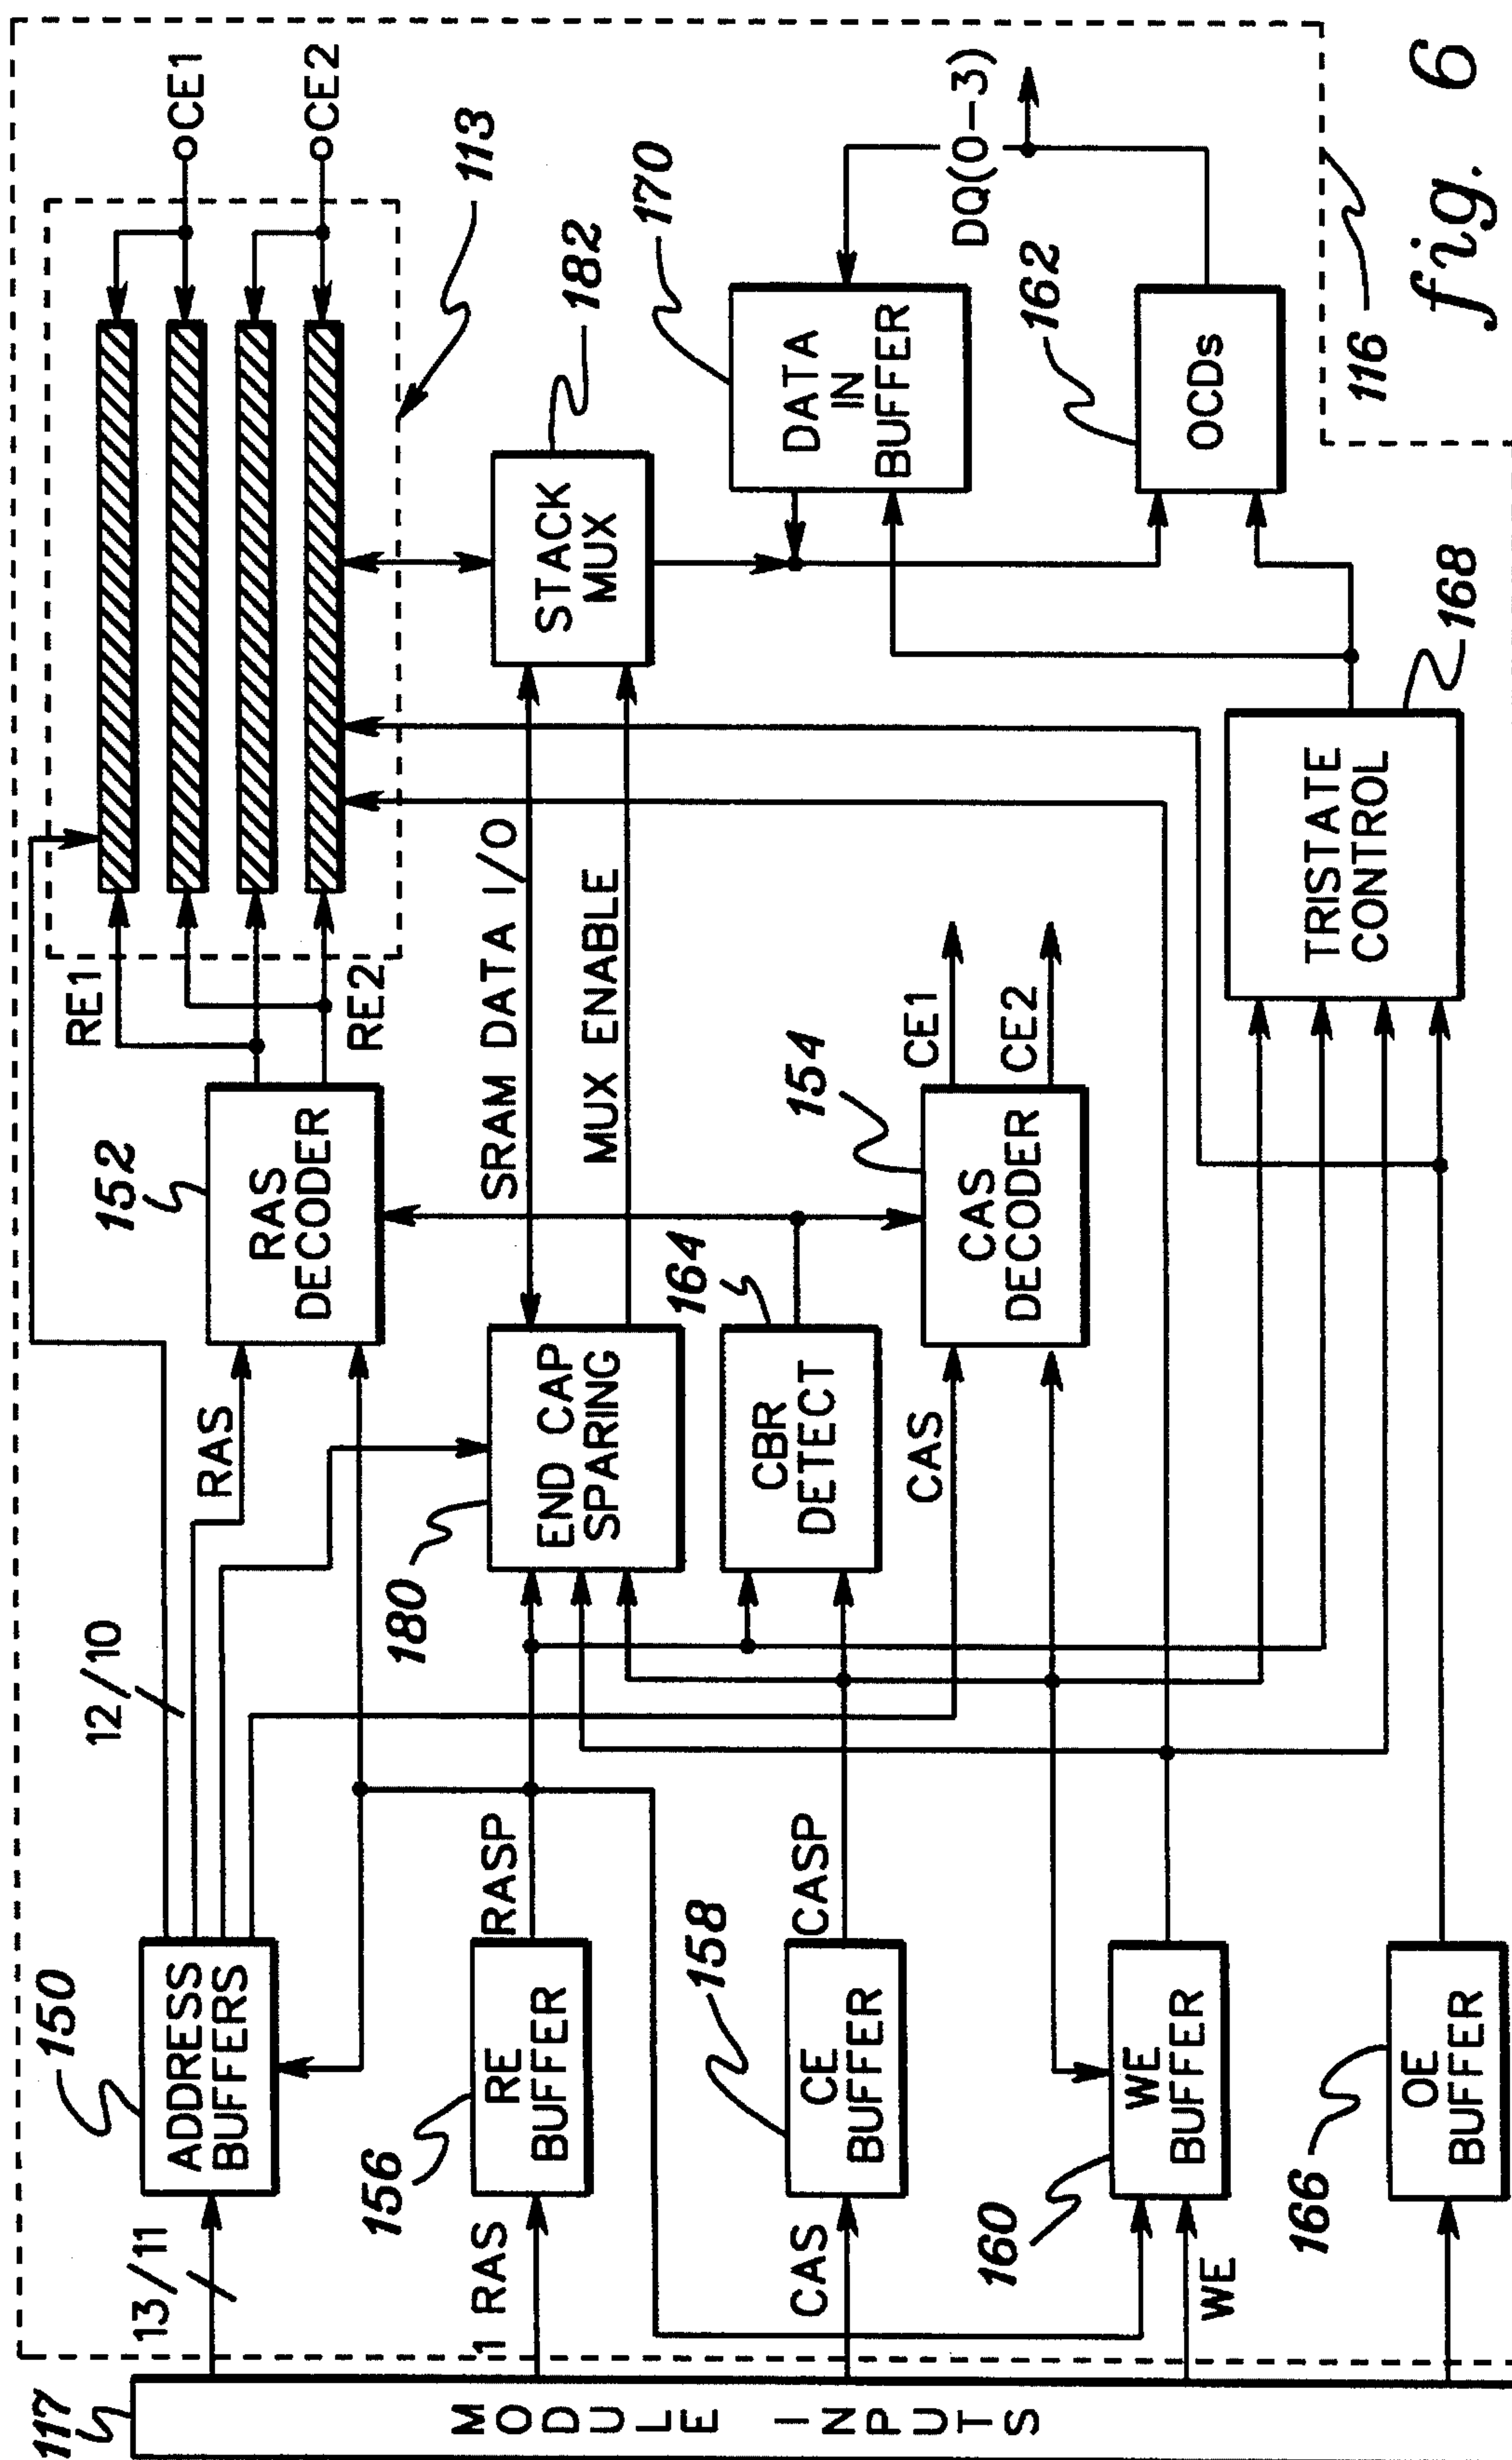 117
MODULE INPUTS
13/11
1 RAS
CAS
WE
150
ADDRESS
BUFFERS
156
RE
BUFFER
158
CE
BUFFER
160
WE
BUFFER
166
OE
BUFFER
12/10
RASP
CASP
RAS
152
RAS
DECODER
180
END CAP
SPARING
164
CBR
DETECT
CAS
154
CAS
DECODER
CE1
CE2
RE1
RE2
SRAM DATA I/O
MUX ENABLE
TRISTATE
CONTROL
168
STACK
MUX
182
113
CE1
CE2
170
DATA
IN
BUFFER
DQ(0-3)
162
OCDs
116
fig. 6